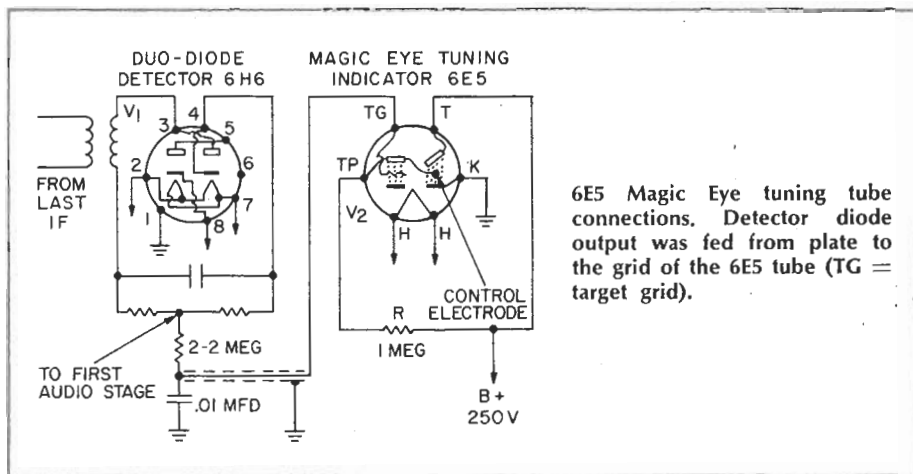 DUO-DIODE
DETECTOR 6H6
MAGIC EYE TUNING
INDICATOR 6E5
V1
3
4
5
2
6
1
8
7
FROM
LAST
IF
TG
T
TP
K
V2
H
H
CONTROL
ELECTRODE
R
1 MEG
2-2 MEG
TO FIRST
AUDIO STAGE
.01 MFD
B+
250V
6E5 Magic Eye tuning tube
connections. Detector diode
output was fed from plate to
the grid of the 6E5 tube (TG =
target grid).